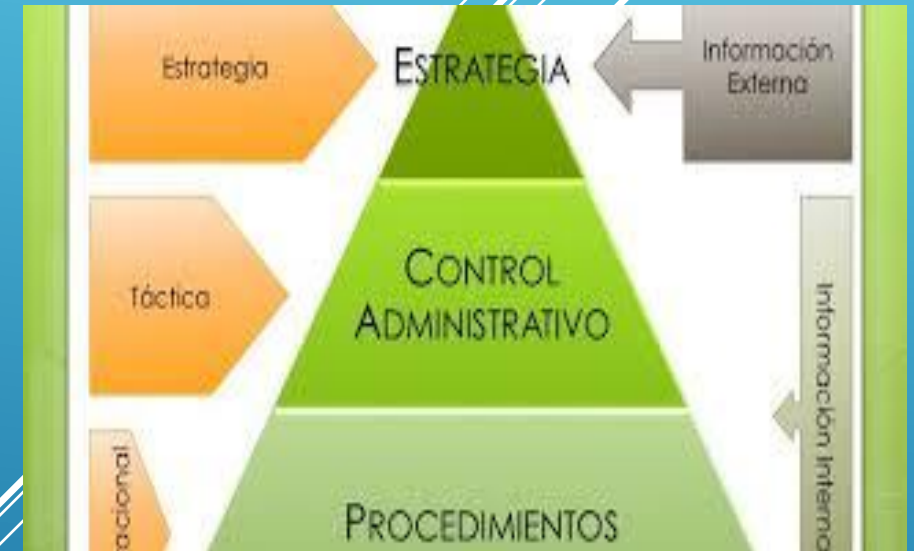 Estrategia
ESTRATEGIA
Información
Externa
Táctica
CONTROL
ADMINISTRATIVO
Información Interna
PROCEDIMIENTOS